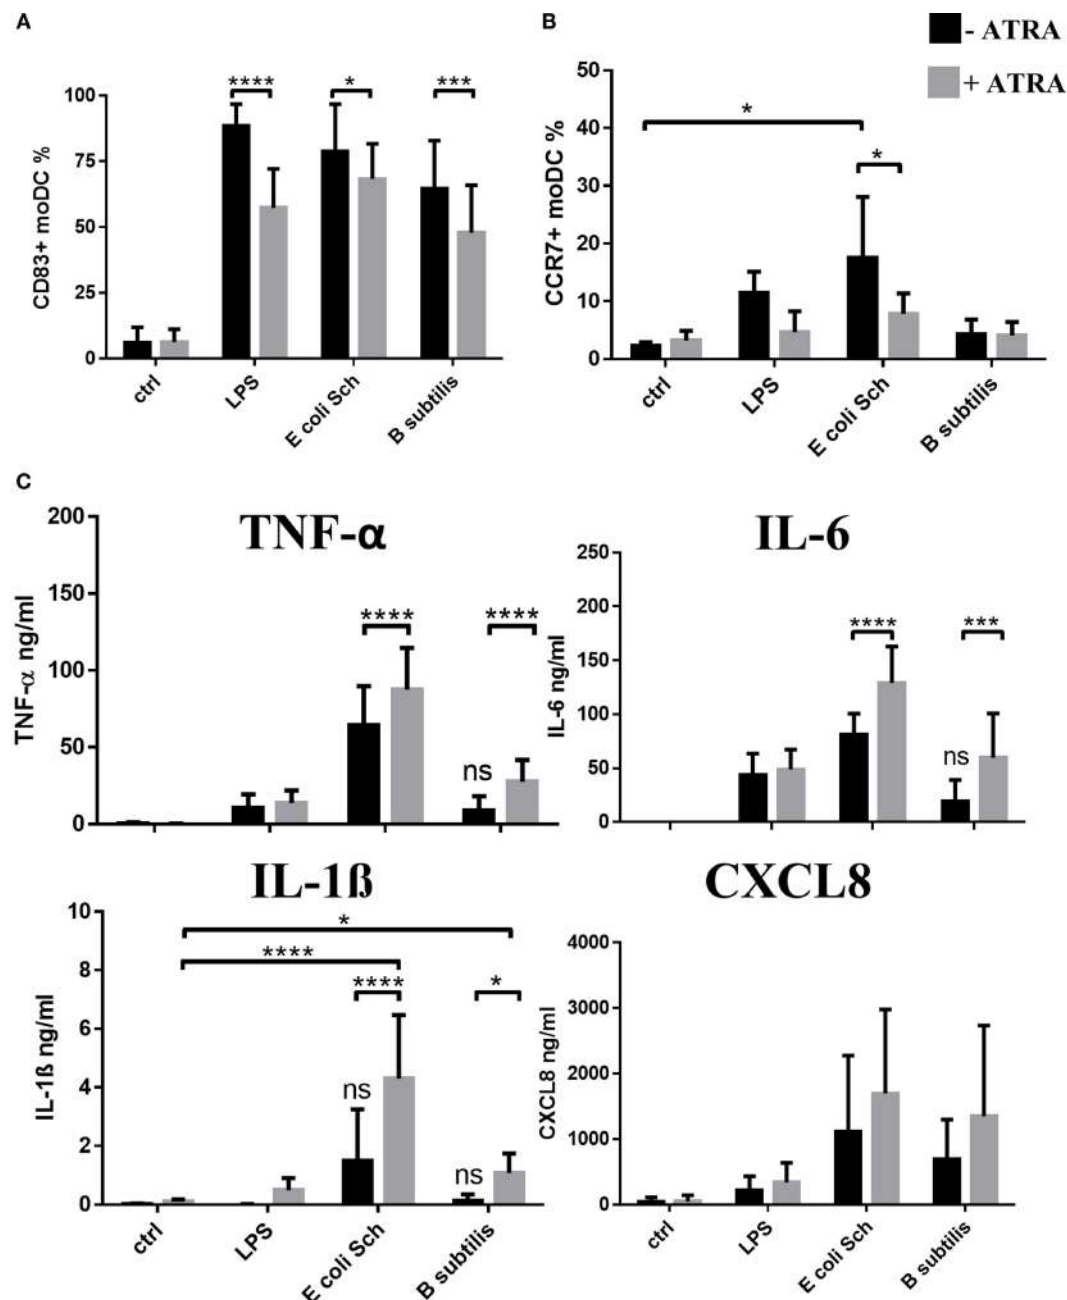 A
B
- ATRA
+ ATRA
CD83+ moDC %
100
75
50
25
0
****
*
***
ctrl
LPS
E coli Sch
B subtilis
CCR7+ moDC %
50
40
30
20
10
0
*
*
ctrl
LPS
E coli Sch
B subtilis
C
TNF-α
TNF-α ng/ml
200
150
100
50
0
****
****
ns
IL-6
IL-6 ng/ml
250
200
150
100
50
0
****
***
ns
IL-1ß
IL-1ß ng/ml
10
8
6
4
2
0
*
****
****
*
ns
ns
ctrl
LPS
E coli Sch
B subtilis
CXCL8
CXCL8 ng/ml
4000
3000
2000
1000
0
ctrl
LPS
E coli Sch
B subtilis